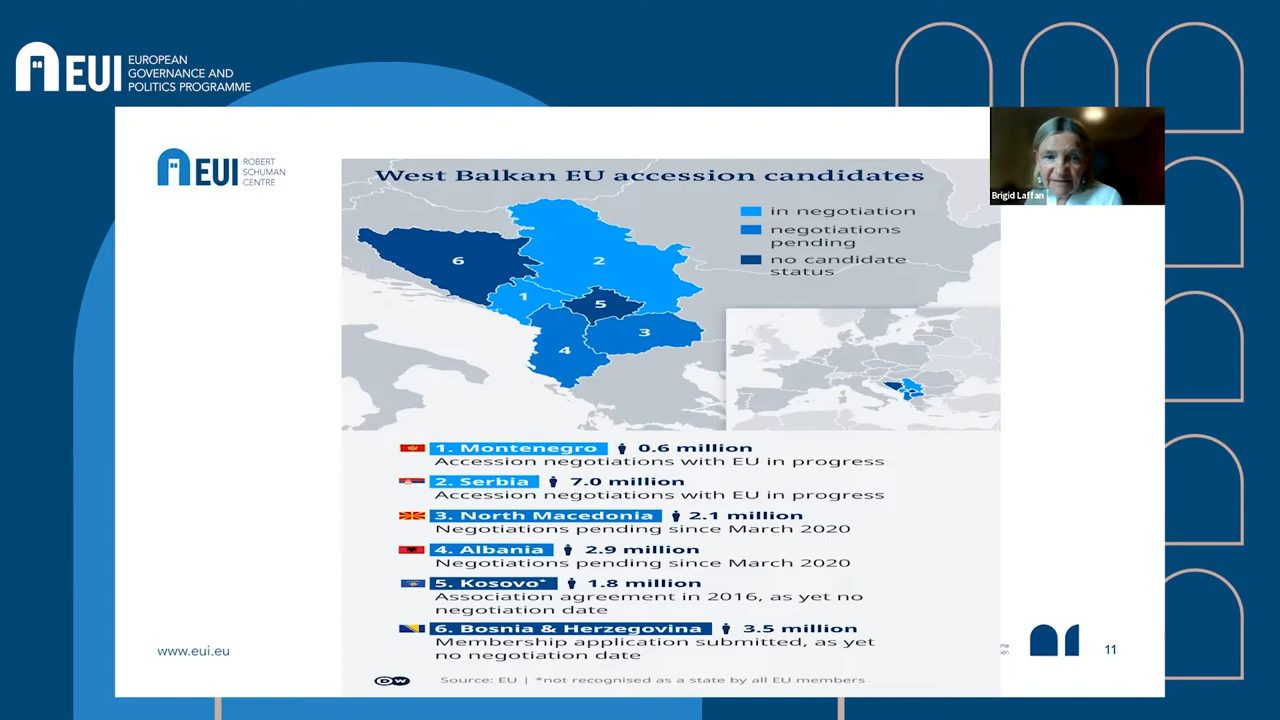 EUI
EUROPEAN
GOVERNANCE AND
POLITICS PROGRAMME
EUI
ROBERT
SCHUMAN
CENTRE
Brigid Laffan
West Balkan EU accession candidates
in negotiation
negotiations
pending
no candidate
status
6
2
1
5
3
4
1. Montenegro 0.6 million
Accession negotiations with EU in progress
2. Serbia 7.0 million
Accession negotiations with EU in progress
3. North Macedonia 2.1 million
Negotiations pending since March 2020
4. Albania 2.9 million
Negotiations pending since March 2020
5. Kosovo* 1.8 million
Association agreement in 2016, as yet no
negotiation date
6. Bosnia & Herzegovina 3.5 million
Membership application submitted, as yet
no negotiation date
DW Source: EU | *not recognised as a state by all EU members
www.eui.eu
11